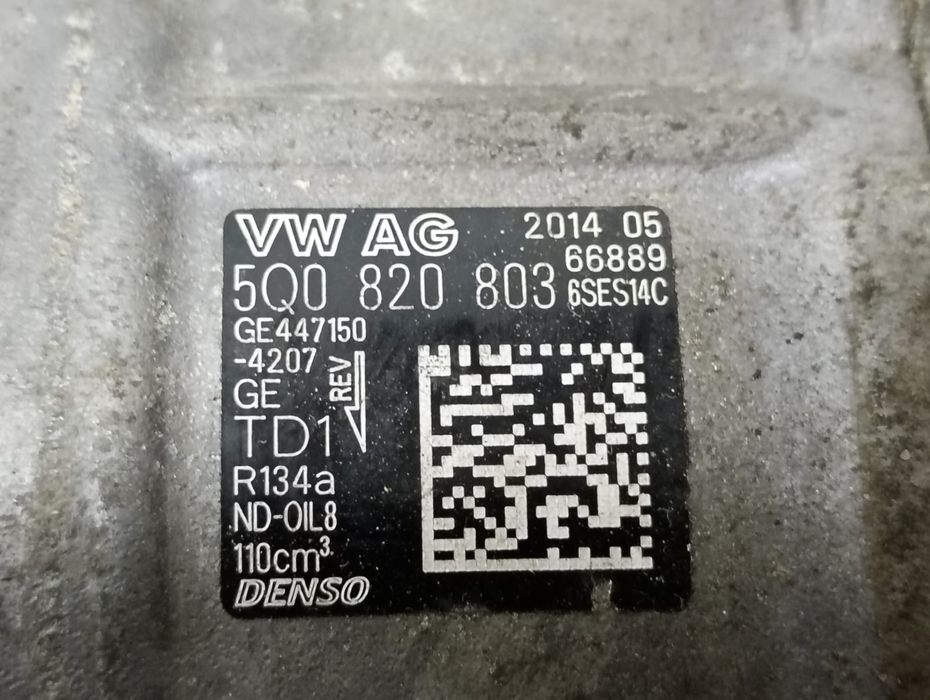 VW AG 2014 05
66889
5Q0 820 803 6SES14C
GE447150
-4207
REV
GE
TD1
R134a
ND-OIL8
110cm³
DENSO